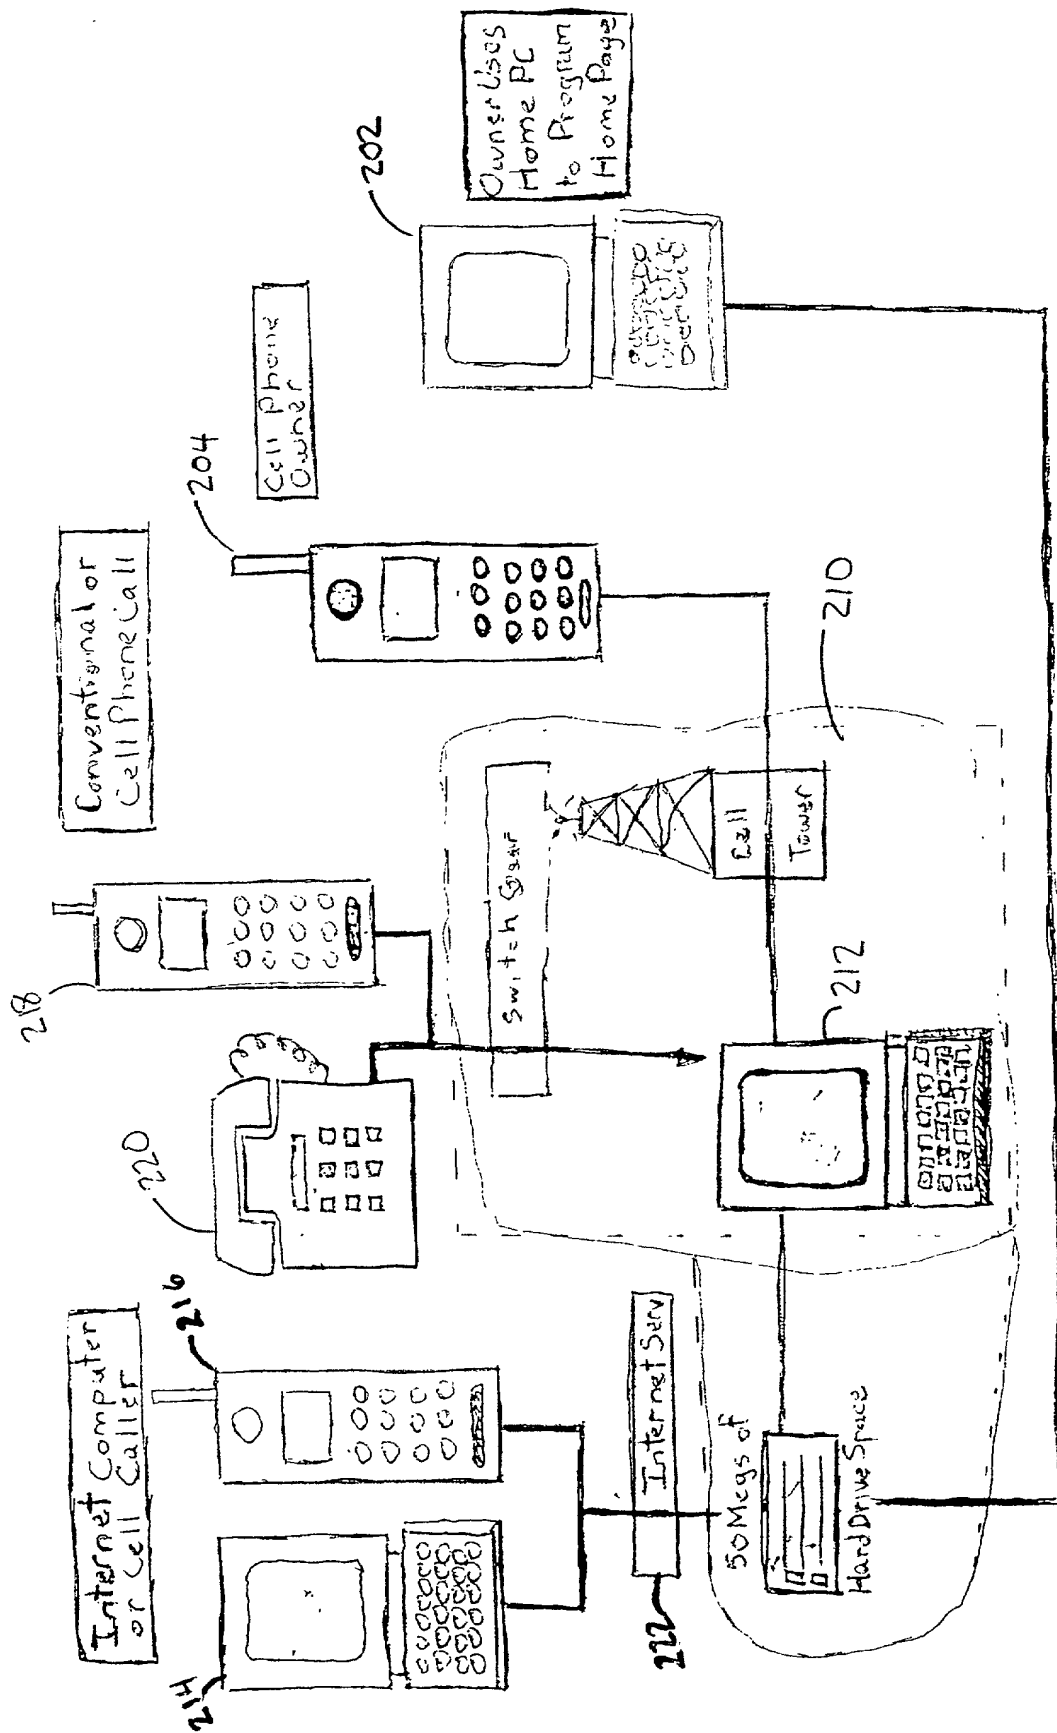 Internet Computer
or Cell Caller
214
216
220
218
Conventional or
Cell Phone Call
204
Cell Phone
Owner
202
Owner Uses
Home PC
to Program
Home Page
222
Internet Serv
Switch Gear
Cell
Tower
210
212
50 Megs of
Hard Drive Space